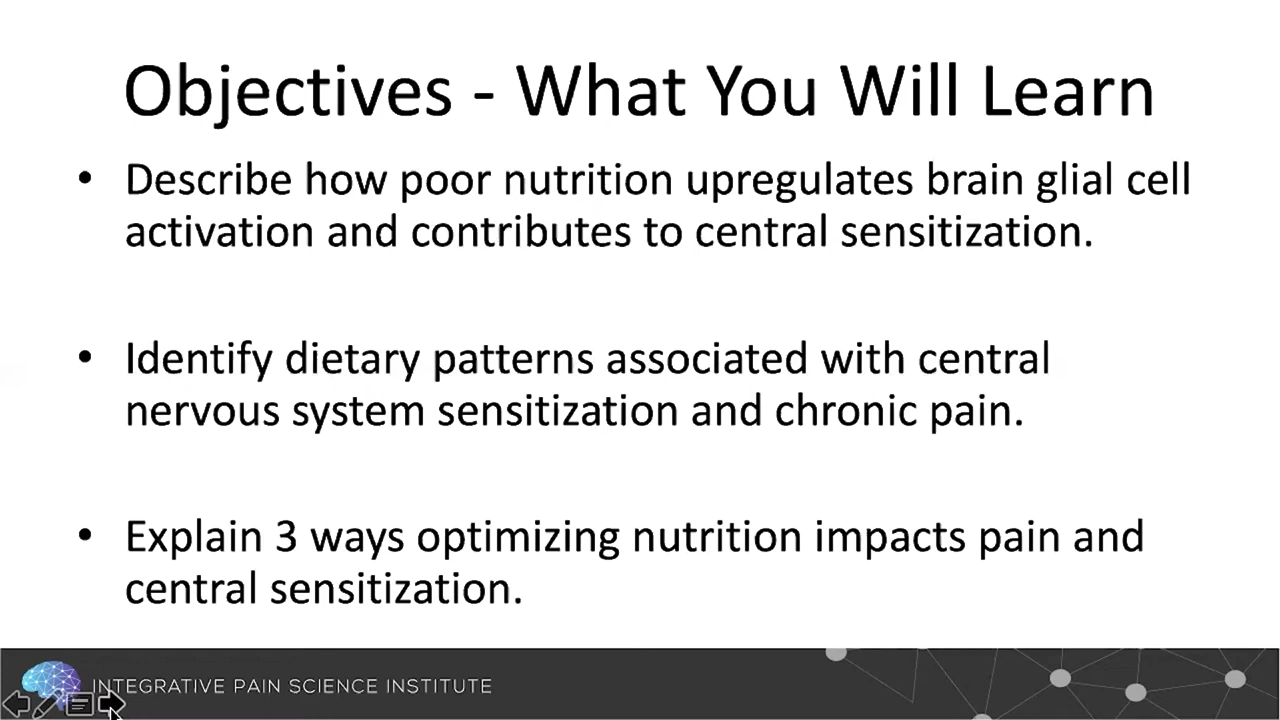 Objectives - What You Will Learn
• Describe how poor nutrition upregulates brain glial cell
activation and contributes to central sensitization.
• Identify dietary patterns associated with central
nervous system sensitization and chronic pain.
• Explain 3 ways optimizing nutrition impacts pain and
central sensitization.
INTEGRATIVE PAIN SCIENCE INSTITUTE